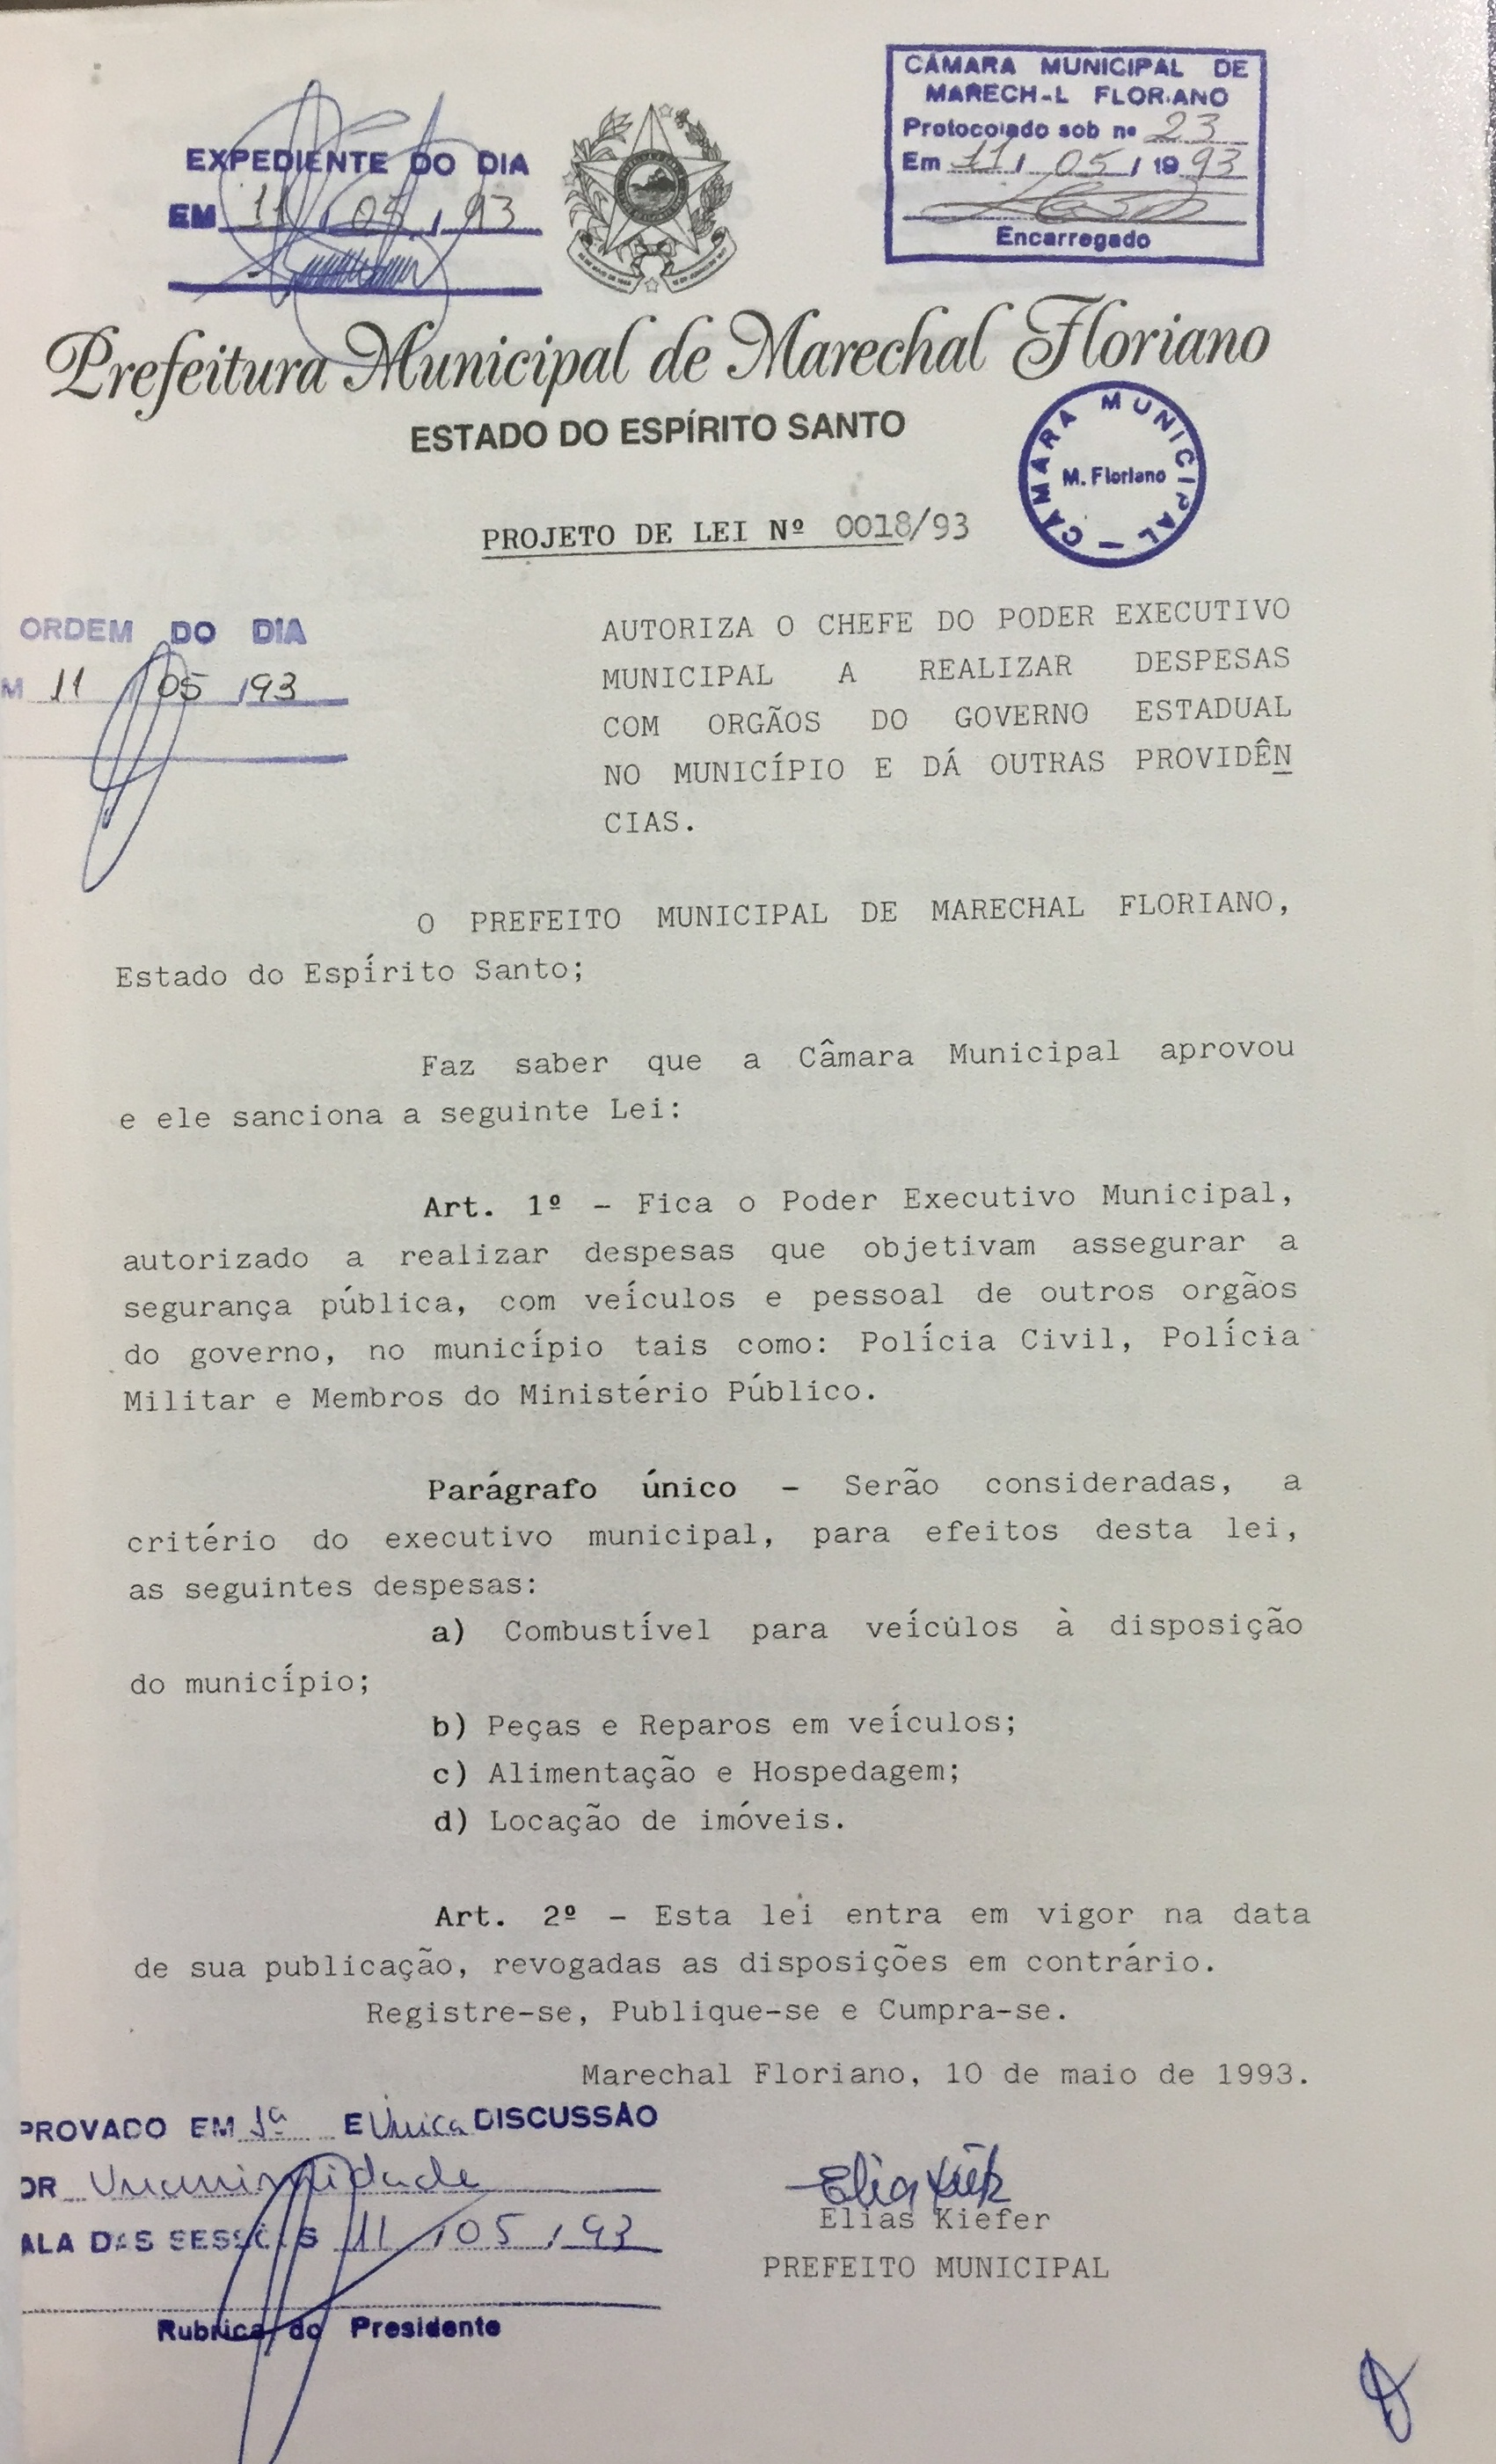 CÂMARA MUNICIPAL DE
MARECH-L FLORIANO
Protocolado sob nº 23
Em 11 / 05 / 19 93
Encarregado
EXPEDIENTE DO DIA
EM 11 / 05 / 93
Prefeitura Municipal de Marechal Floriano
ESTADO DO ESPÍRITO SANTO
CÂMARA MUNICIPAL –
M. Floriano
PROJETO DE LEI Nº 0018/93
ORDEM DO DIA
M 11 /05 /93
AUTORIZA O CHEFE DO PODER EXECUTIVO
MUNICIPAL A REALIZAR DESPESAS
COM ORGÃOS DO GOVERNO ESTADUAL
NO MUNICÍPIO E DÁ OUTRAS PROVIDÊN
CIAS.
O PREFEITO MUNICIPAL DE MARECHAL FLORIANO,
Estado do Espírito Santo;
Faz saber que a Câmara Municipal aprovou
e ele sanciona a seguinte Lei:
Art. 1º - Fica o Poder Executivo Municipal,
autorizado a realizar despesas que objetivam assegurar a
segurança pública, com veículos e pessoal de outros orgãos
do governo, no município tais como: Polícia Civil, Polícia
Militar e Membros do Ministério Público.
Parágrafo único - Serão consideradas, a
critério do executivo municipal, para efeitos desta lei,
as seguintes despesas:
a) Combustível para veículos à disposição
do município;
b) Peças e Reparos em veículos;
c) Alimentação e Hospedagem;
d) Locação de imóveis.
Art. 2º - Esta lei entra em vigor na data
de sua publicação, revogadas as disposições em contrário.
Registre-se, Publique-se e Cumpra-se.
Marechal Floriano, 10 de maio de 1993.
PROVADO EM 1ª E Única DISCUSSÃO
OR Unanimidade
ALA DAS SESSÕES 11 / 05 / 93
Rubrica do Presidente
Elias Kiefer
Elias Kiefer
PREFEITO MUNICIPAL